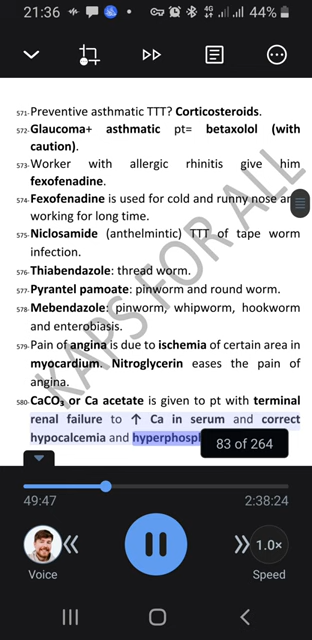 21:36 4G 44%
571- Preventive asthmatic TTT? Corticosteroids.
572- Glaucoma+ asthmatic pt= betaxolol (with
caution).
573- Worker with allergic rhinitis give him
fexofenadine.
574- Fexofenadine is used for cold and runny nose and
working for long time.
575- Niclosamide (anthelmintic) TTT of tape worm
infection.
576- Thiabendazole: thread worm.
577- Pyrantel pamoate: pinworm and round worm.
578- Mebendazole: pinworm, whipworm, hookworm
and enterobiasis.
579- Pain of angina is due to ischemia of certain area in
myocardium. Nitroglycerin eases the pain of
angina.
580- CaCO₃ or Ca acetate is given to pt with terminal
renal failure to ↑ Ca in serum and correct
hypocalcemia and hyperphosp
KAPS FOR ALL
83 of 264
49:47 2:38:24
1.0×
Voice Speed